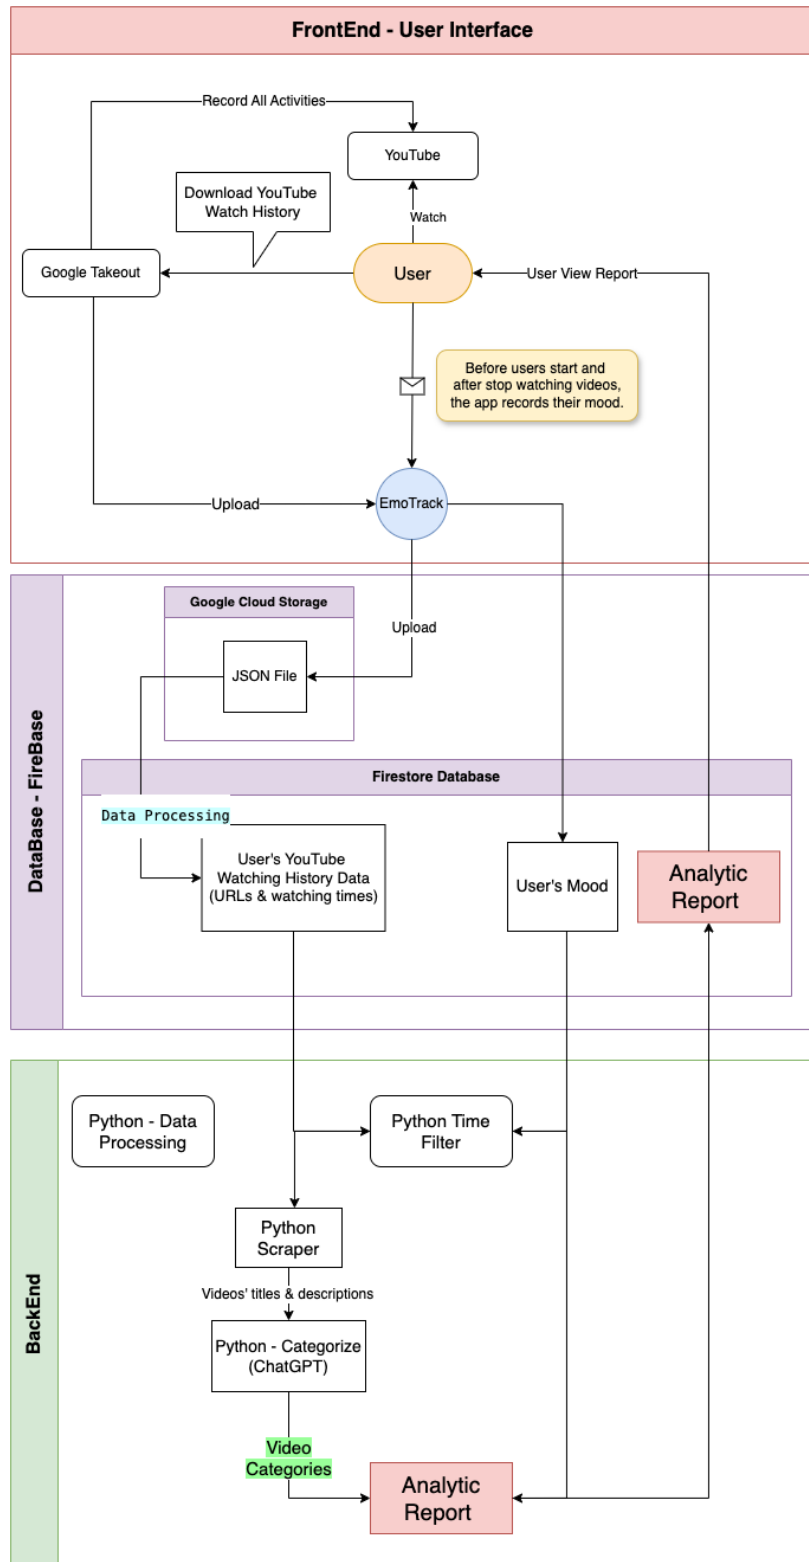 FrontEnd - User Interface
Record All Activities
YouTube
Download YouTube
Watch History
Watch
Google Takeout
User
User View Report
Before users start and
after stop watching videos,
the app records their mood.
Upload
EmoTrack
DataBase - FireBase
Google Cloud Storage
Upload
JSON File
Firestore Database
Data Processing
User's YouTube
Watching History Data
(URLs & watching times)
User's Mood
Analytic
Report
BackEnd
Python - Data
Processing
Python Time
Filter
Python
Scraper
Videos' titles & descriptions
Python - Categorize
(ChatGPT)
Video
Categories
Analytic
Report